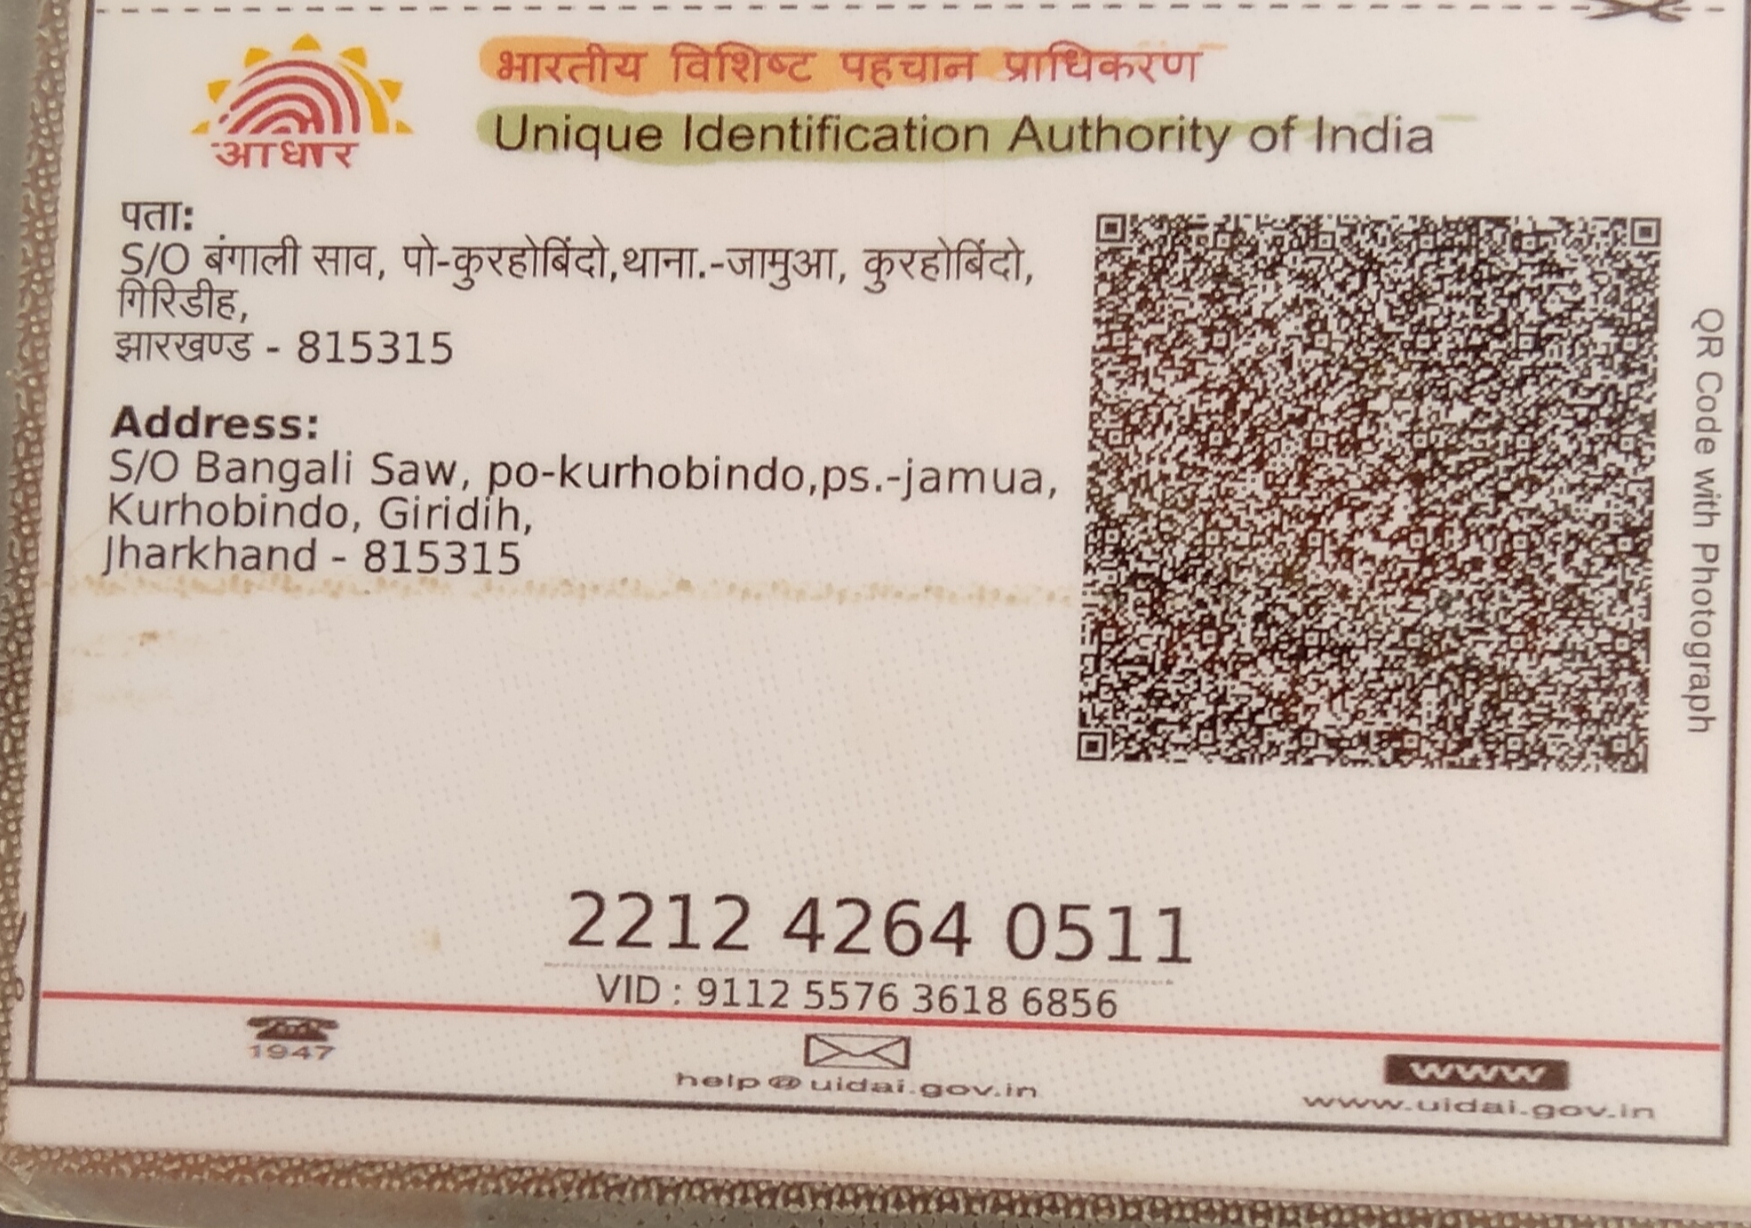 भारतीय विशिष्ट पहचान प्राधिकरण
Unique Identification Authority of India
आधार
पता:
S/O बंगाली साव, पो-कुरहोबिंदो,थाना.-जामुआ, कुरहोबिंदो,
गिरिडीह,
झारखण्ड - 815315
Address:
S/O Bangali Saw, po-kurhobindo,ps.-jamua,
Kurhobindo, Giridih,
Jharkhand - 815315
QR Code with Photograph
2212 4264 0511
VID : 9112 5576 3618 6856
1947
help@uidai.gov.in
www
www.uidai.gov.in